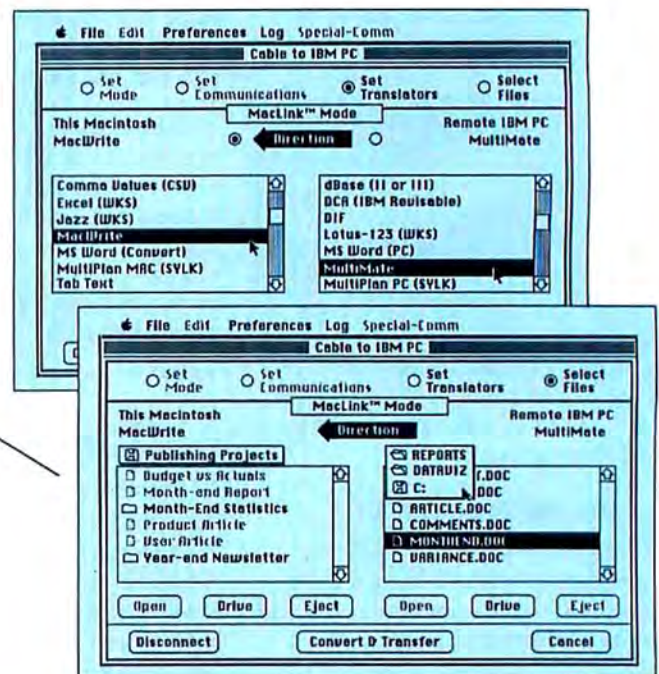 File Edit Preferences Log Special-Comm
Cable to IBM PC
Set Mode
Set Communications
Set Translators
Select Files
MacLink™ Mode
This Macintosh
MacWrite
Direction
Remote IBM PC
MultiMate
Comma Values (CSV)
Excel (WKS)
Jazz (WKS)
MacWrite
MS Word (Convert)
MultiPlan MAC (SYLK)
Tab Text
dBase (II or III)
DCA (IBM Revisable)
DIF
Lotus-123 (WKS)
MS Word (PC)
MultiMate
MultiPlan PC (SYLK)
File Edit Preferences Log Special-Comm
Cable to IBM PC
Set Mode
Set Communications
Set Translators
Select Files
MacLink™ Mode
This Macintosh
MacWrite
Direction
Remote IBM PC
MultiMate
Publishing Projects
Budget vs Actuals
Month-end Report
Month-End Statistics
Product Article
User Article
Year-end Newsletter
REPORTS
DATAVIZ
C:
.DOC
ARTICLE.DOC
COMMENTS.DOC
MONTHEND.DOC
VARIANCE.DOC
Open Drive Eject Open Drive Eject
Disconnect Convert & Transfer Cancel